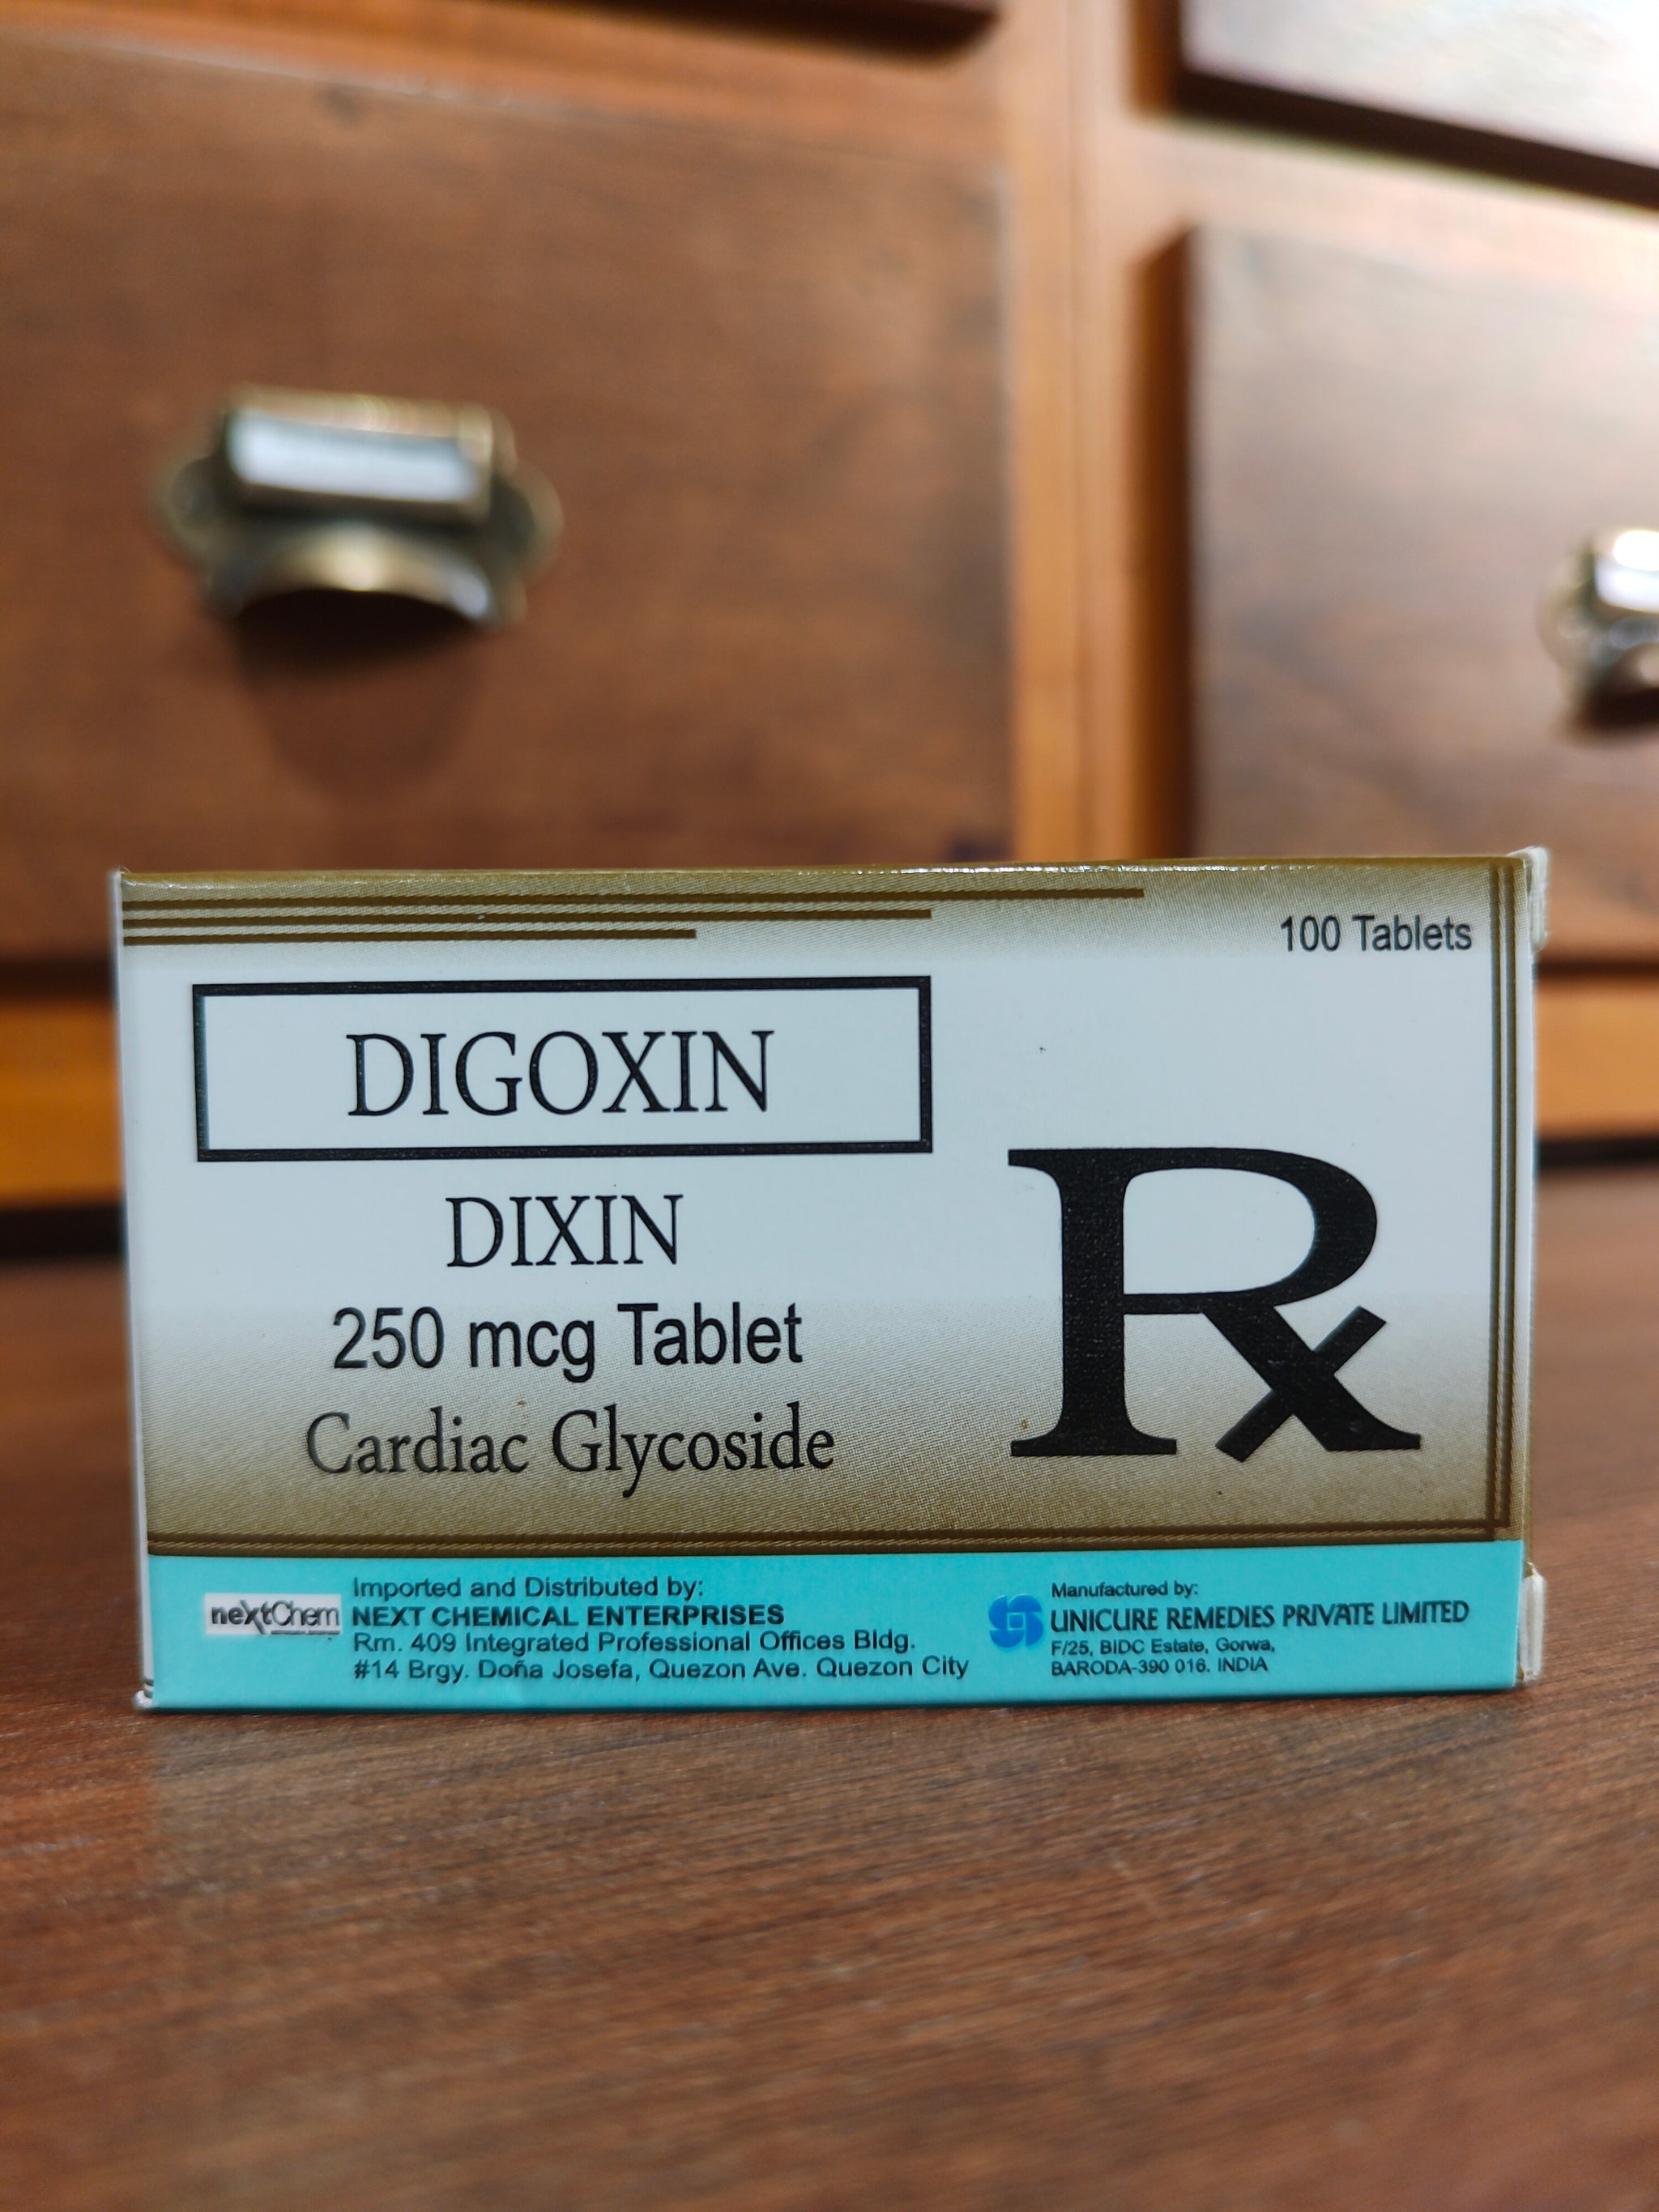 100 Tablets
DIGOXIN
DIXIN
250 mcg Tablet
Cardiac Glycoside
Rx
nextChem
Imported and Distributed by:
NEXT CHEMICAL ENTERPRISES
Rm. 409 Integrated Professional Offices Bldg.
#14 Brgy. Doña Josefa, Quezon Ave. Quezon City
Manufactured by:
UNICURE REMEDIES PRIVATE LIMITED
F/25, BIDC Estate, Gorwa,
BARODA-390 016. INDIA